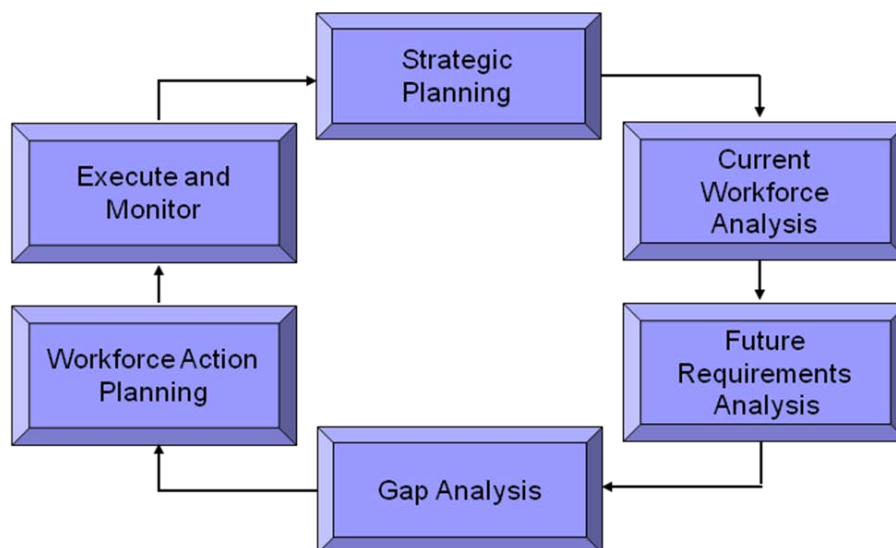 Strategic
Planning
Current
Workforce
Analysis
Future
Requirements
Analysis
Gap Analysis
Workforce Action
Planning
Execute and
Monitor